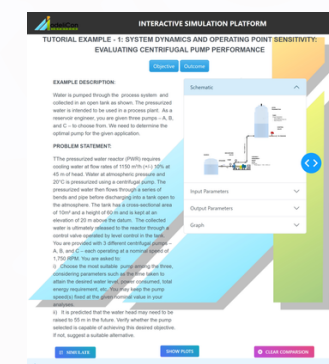 INTERACTIVE SIMULATION PLATFORM
TUTORIAL EXAMPLE - 1: SYSTEM DYNAMICS AND OPERATING POINT SENSITIVITY:
EVALUATING CENTRIFUGAL PUMP PERFORMANCE
Objective Outcome
EXAMPLE DESCRIPTION:
Water is pumped through the process system and
collected in an open tank as shown. The pressurized
water is intended to be used in a process plant. As a
reservoir engineer, you are given three pumps – A, B,
and C – to choose from. We need to determine the
optimal pump for the given application.
PROBLEM STATEMENT:
TThe pressurized water reactor (PWR) requires
cooling water at flow rates of 1150 m³/h (+/-) 10% at
45 m of head. Water at atmospheric pressure and
20°C is pressurized using a centrifugal pump. The
pressurized water then flows through a series of
bends and pipe before discharging into a tank open to
the atmosphere. The tank has a cross-sectional area
of 10m² and a height of 60 m and is kept at an
elevation of 20 m above the datum. The collected
water is ultimately released to the reactor through a
control valve operated by level control in the tank.
You are provided with 3 different centrifugal pumps –
A, B, and C – each operating at a nominal speed of
1,750 RPM. You are asked to:
i) Choose the most suitable pump among the three,
considering parameters such as the time taken to
attain the desired water level, power consumed, total
energy requirement, etc. You may keep the pump
speed(s) fixed at the given nominal value in your
analyses.
ii) It is predicted that the water head may need to be
raised to 55 m in the future. Verify whether the pump
selected is capable of achieving this desired objective.
If not, suggest a suitable alternative.
Schematic
Input Parameters
Output Parameters
Graph
SIMULATE
SHOW PLOTS
CLEAR COMPARISON